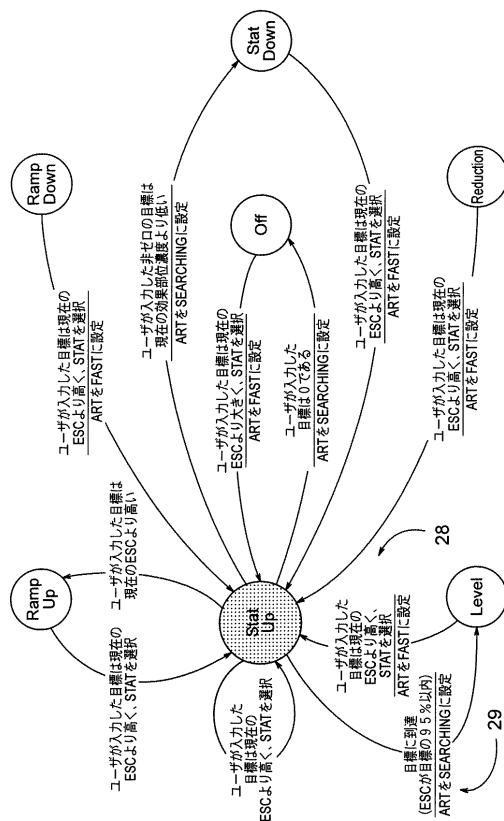 Ramp
Up
Ramp
Down
Stat
Down
Off
Reduction
Level
Stat
Up
ユーザが入力した目標は現在の
ESCより高く、STATを選択
ユーザが入力した目標は
現在のESCより高い
ユーザが入力した目標は現在の
ESCより高く、STATを選択
ARTをFASTに設定
ユーザが入力した非ゼロの目標は
現在の効果部位濃度より低い
ARTをSEARCHINGに設定
ユーザが入力した目標は現在の
ESCより大きく、STATを選択
ARTをFASTに設定
ユーザが入力した
目標は0である
ARTをSEARCHINGに設定
ユーザが入力した目標は現在の
ESCより高く、STATを選択
ARTをFASTに設定
ユーザが入力した目標は現在の
ESCより高く、STATを選択
ARTをFASTに設定
ユーザが入力した
目標は現在の
ESCより高く、STATを選択
ユーザが入力した
目標は現在の
ESCより高く、
STATを選択
ARTをFASTに設定
目標に到達
(ESCが目標の95%以内)
ARTをSEARCHINGに設定
28
29